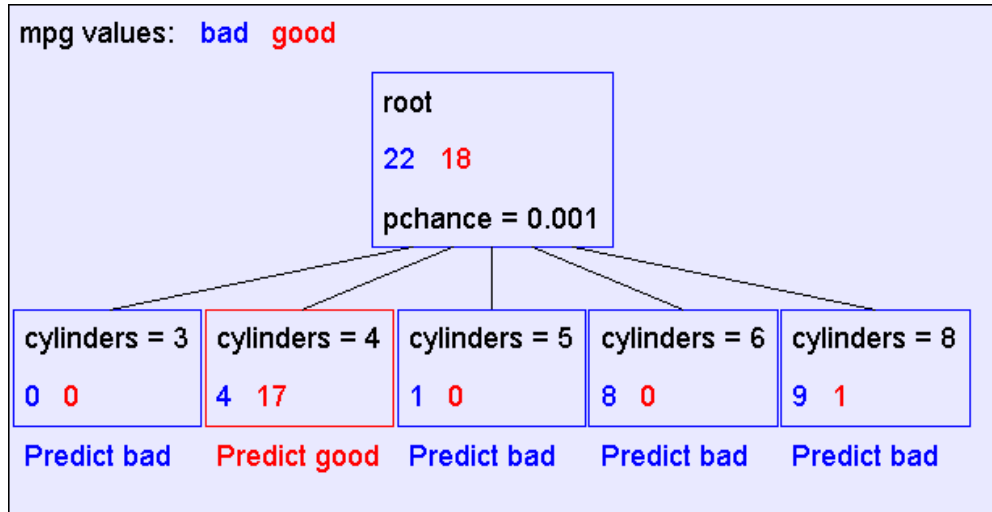 mpg values: bad good
root
22 18
pchance = 0.001
cylinders = 3 cylinders = 4 cylinders = 5 cylinders = 6 cylinders = 8
0 0 4 17 1 0 8 0 9 1
Predict bad Predict good Predict bad Predict bad Predict bad